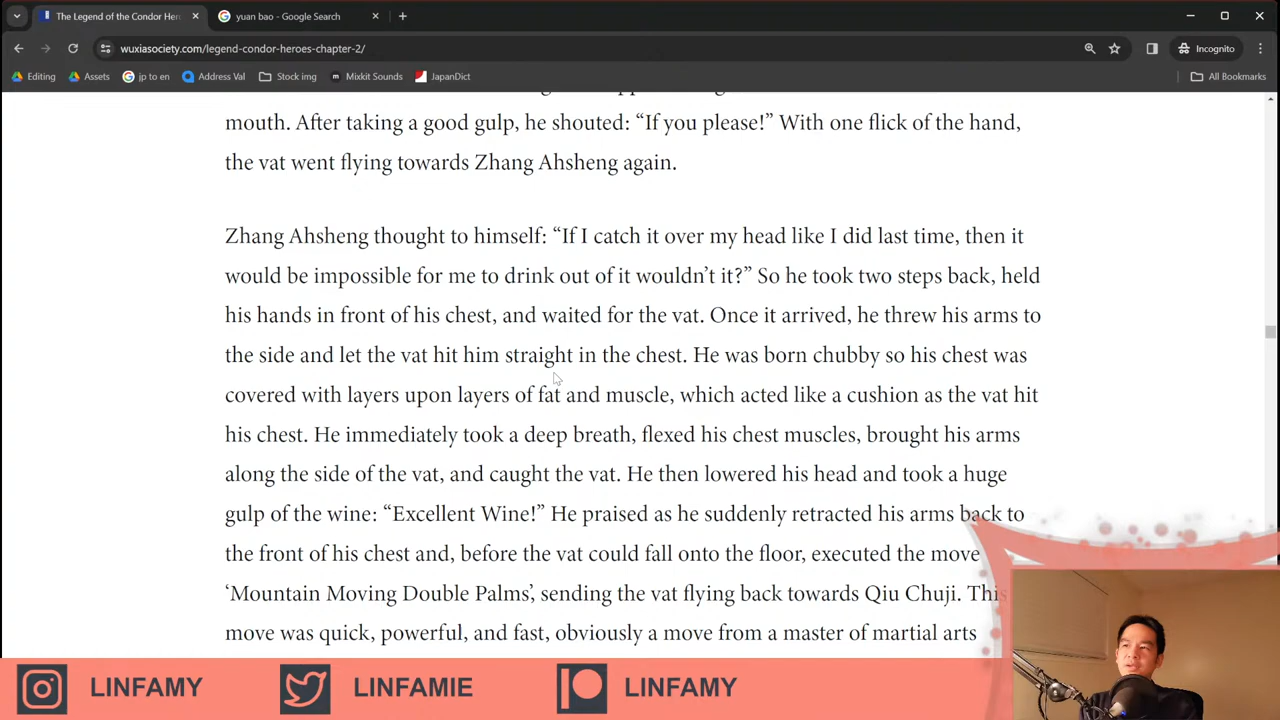 The Legend of the Condor Her
yuan bao - Google Search
wuxiasociety.com/legend-condor-heroes-chapter-2/
Incognito
Editing
Assets
jp to en
Address Val
Stock img
Mixkit Sounds
JapanDict
All Bookmarks
mouth. After taking a good gulp, he shouted: “If you please!” With one flick of the hand,
the vat went flying towards Zhang Ahsheng again.
Zhang Ahsheng thought to himself: “If I catch it over my head like I did last time, then it
would be impossible for me to drink out of it wouldn’t it?” So he took two steps back, held
his hands in front of his chest, and waited for the vat. Once it arrived, he threw his arms to
the side and let the vat hit him straight in the chest. He was born chubby so his chest was
covered with layers upon layers of fat and muscle, which acted like a cushion as the vat hit
his chest. He immediately took a deep breath, flexed his chest muscles, brought his arms
along the side of the vat, and caught the vat. He then lowered his head and took a huge
gulp of the wine: “Excellent Wine!” He praised as he suddenly retracted his arms back to
the front of his chest and, before the vat could fall onto the floor, executed the move
‘Mountain Moving Double Palms’, sending the vat flying back towards Qiu Chuji. This
move was quick, powerful, and fast, obviously a move from a master of martial arts
LINFAMY
LINFAMIE
LINFAMY